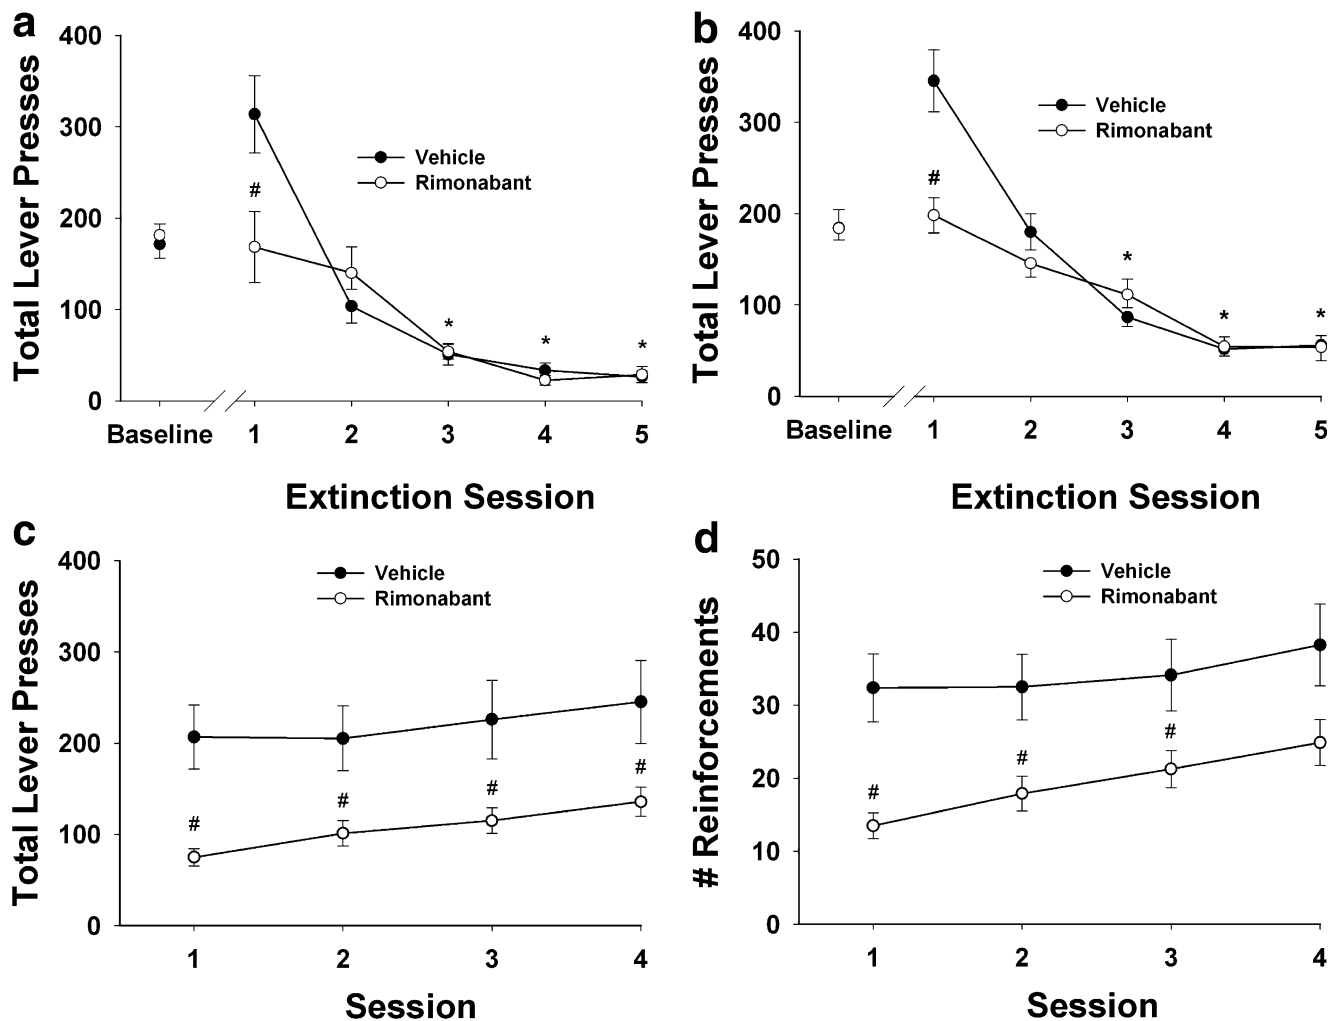 a
Total Lever Presses
400
300
200
100
0
Vehicle
Rimonabant
#
*
*
*
Baseline
1
2
3
4
5
Extinction Session
b
Total Lever Presses
400
300
200
100
0
Vehicle
Rimonabant
#
*
*
*
Baseline
1
2
3
4
5
Extinction Session
c
Total Lever Presses
400
300
200
100
0
Vehicle
Rimonabant
#
#
#
#
1
2
3
4
Session
d
# Reinforcements
50
40
30
20
10
0
Vehicle
Rimonabant
#
#
#
1
2
3
4
Session